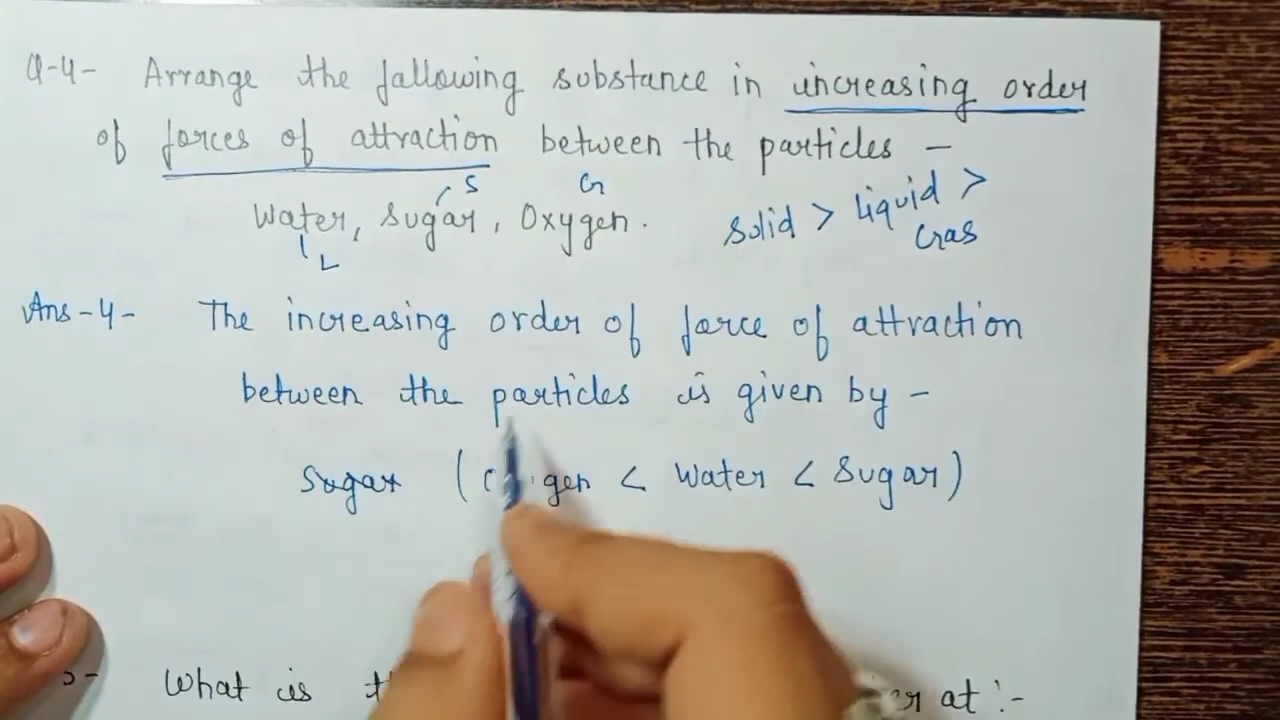 Q-4- Arrange the fallowing substance in increasing order
of forces of attraction between the particles -
S G
Water, Sugar, Oxygen. Solid > liquid >
L Gas
Ans-4- The increasing order of force of attraction
between the particles is given by -
Sugar ( gen < Water < Sugar)
What is at :-